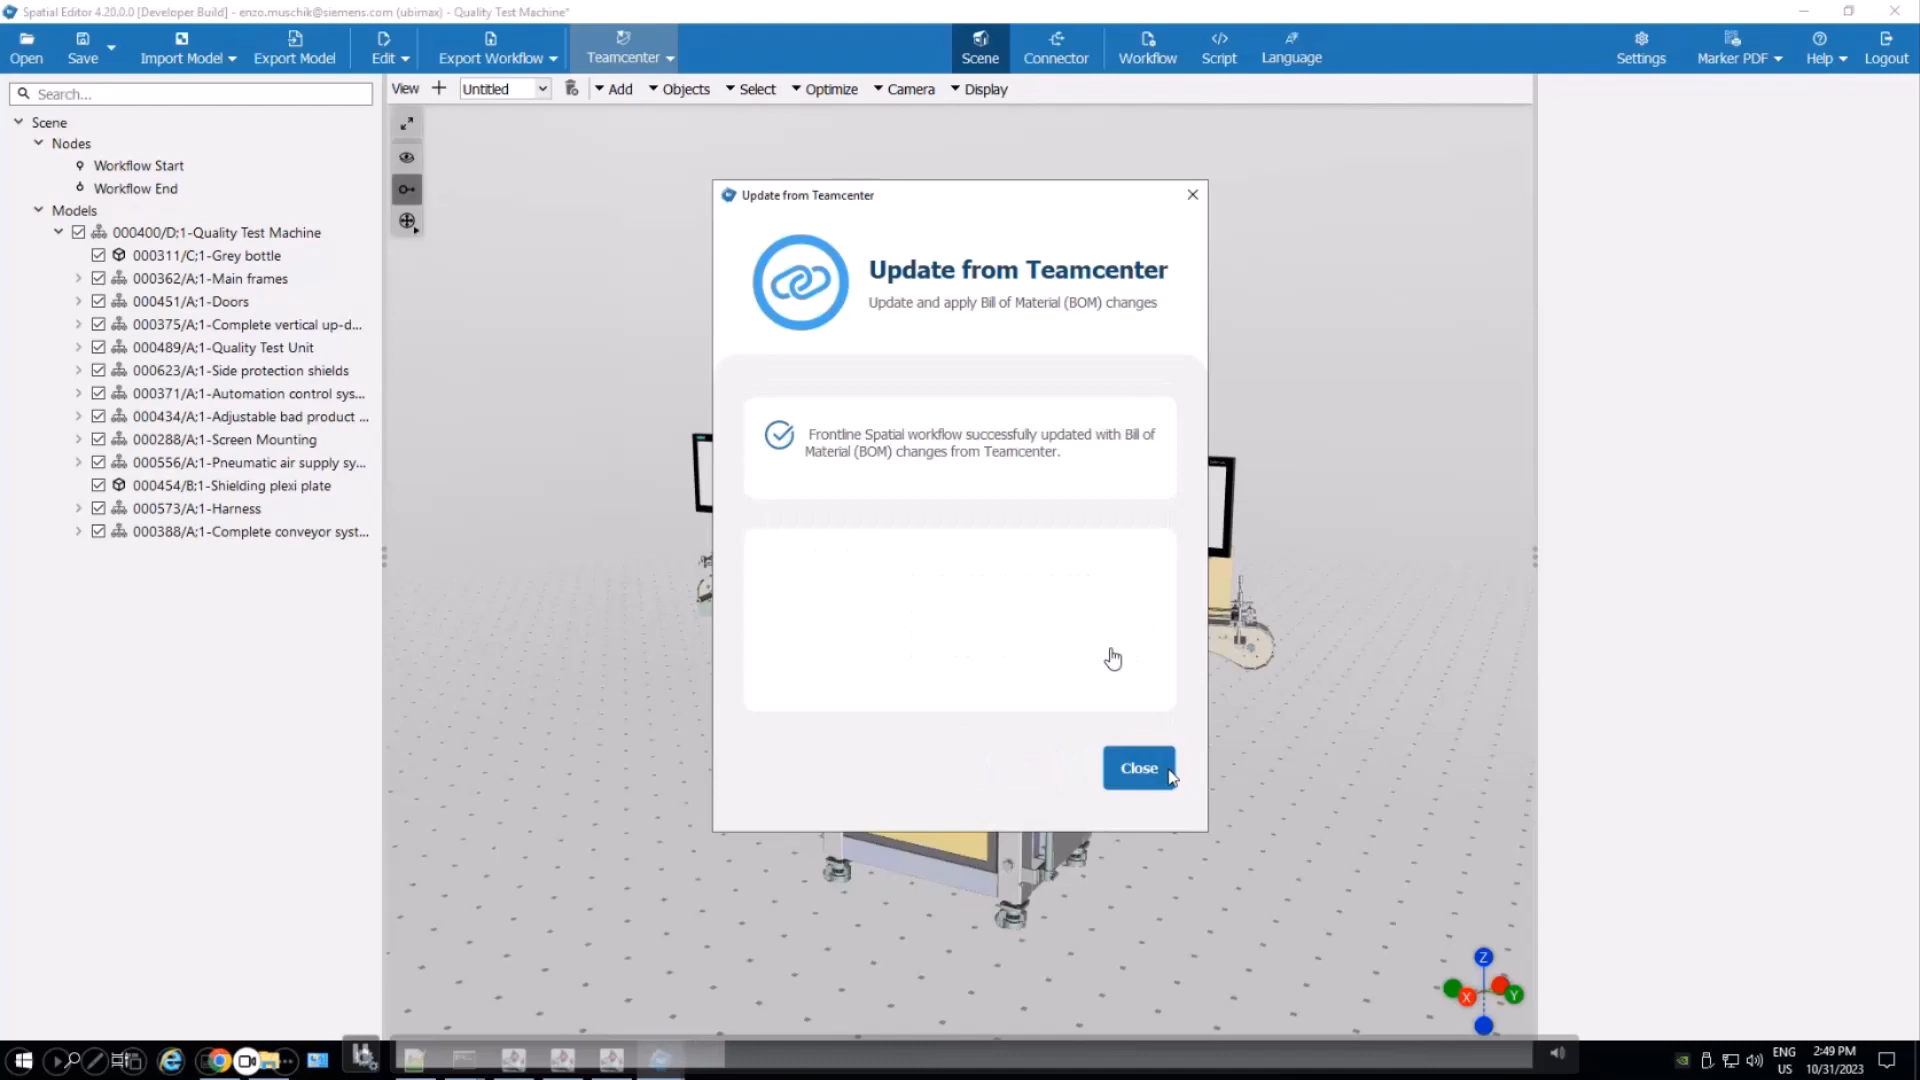 Spatial Editor 4.20.0.0 [Developer Build] - enzo.muschik@siemens.com (ubimax) - Quality Test Machine*
Open
Save
Import Model
Export Model
Edit
Export Workflow
Teamcenter
Scene
Connector
Workflow
Script
Language
Settings
Marker PDF
Help
Logout
Search...
View
Untitled
Add
Objects
Select
Optimize
Camera
Display
Scene
Nodes
Workflow Start
Workflow End
Models
000400/D;1-Quality Test Machine
000311/C;1-Grey bottle
000362/A;1-Main frames
000451/A;1-Doors
000375/A;1-Complete vertical up-d...
000489/A;1-Quality Test Unit
000623/A;1-Side protection shields
000371/A;1-Automation control sys...
000434/A;1-Adjustable bad product ...
000288/A;1-Screen Mounting
000556/A;1-Pneumatic air supply sy...
000454/B;1-Shielding plexi plate
000573/A;1-Harness
000388/A;1-Complete conveyor syst...
Update from Teamcenter
Update from Teamcenter
Update and apply Bill of Material (BOM) changes
Frontline Spatial workflow successfully updated with Bill of
Material (BOM) changes from Teamcenter.
Close
Z
X
Y
ENG
US
2:49 PM
10/31/2023